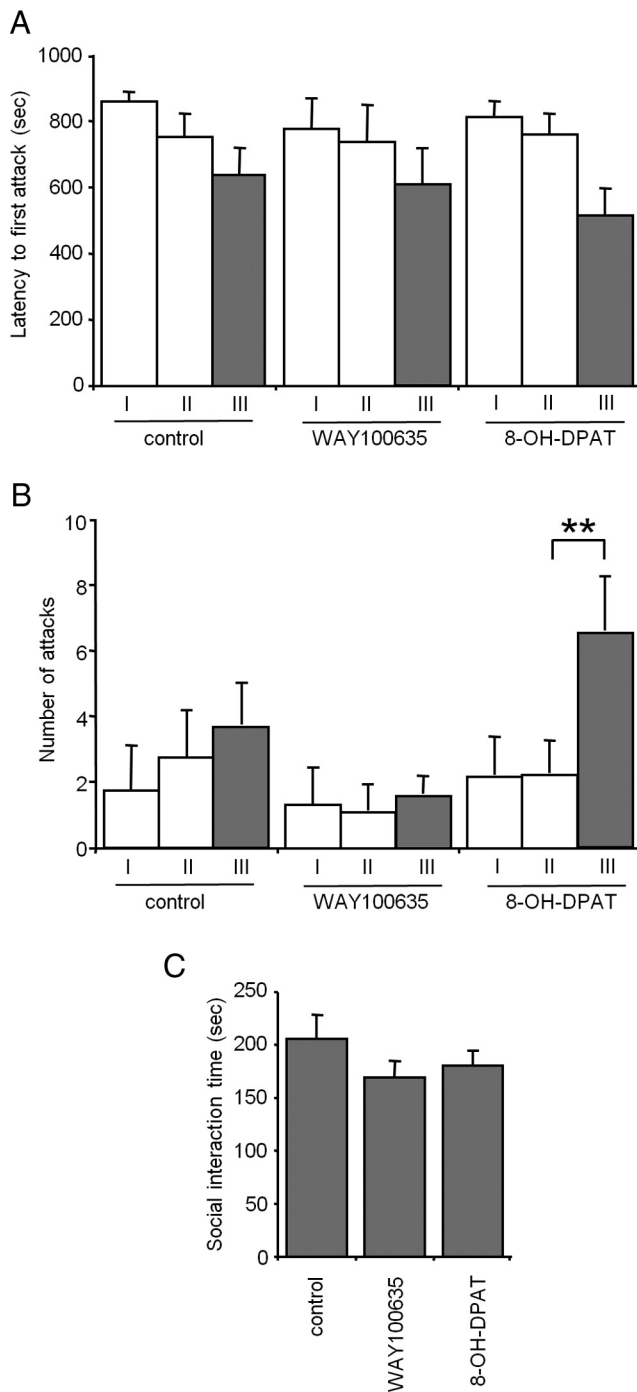 A
Latency to first attack (sec)
1000
800
600
400
200
0
I II III I II III I II III
control WAY100635 8-OH-DPAT
B
Number of attacks
10
8
6
4
2
0
**
I II III I II III I II III
control WAY100635 8-OH-DPAT
C
Social interaction time (sec)
250
200
150
100
50
0
control
WAY100635
8-OH-DPAT